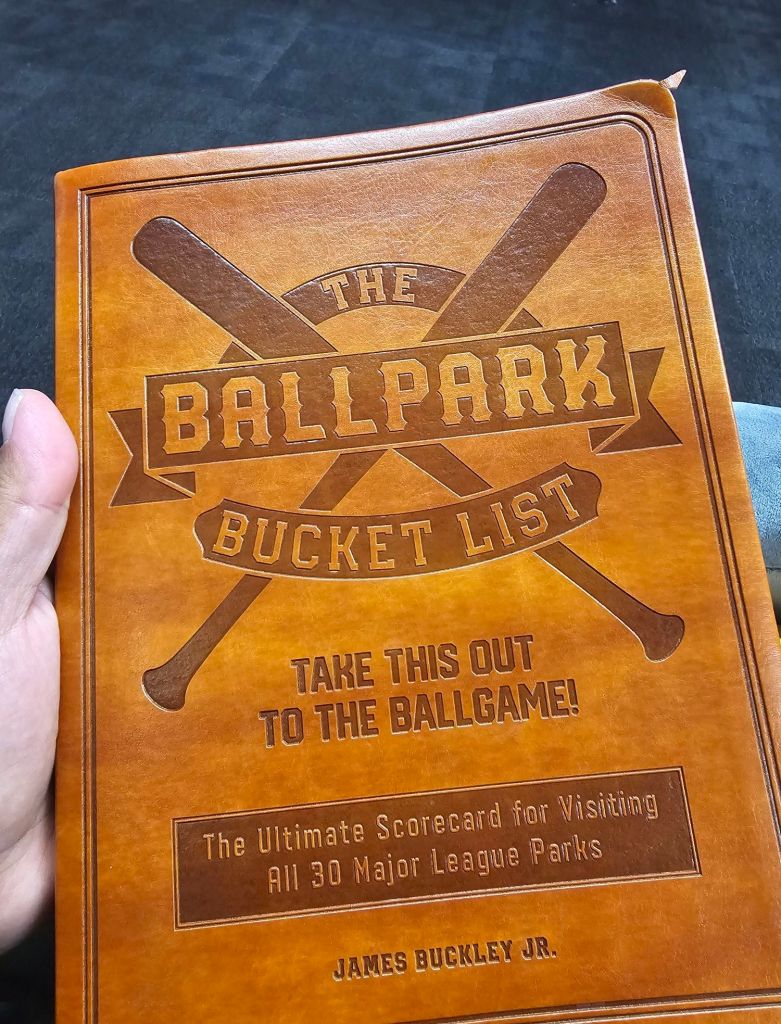 THE
BALLPARK
BUCKET LIST
TAKE THIS OUT
TO THE BALLGAME!
The Ultimate Scorecard for Visiting
All 30 Major League Parks
JAMES BUCKLEY JR.